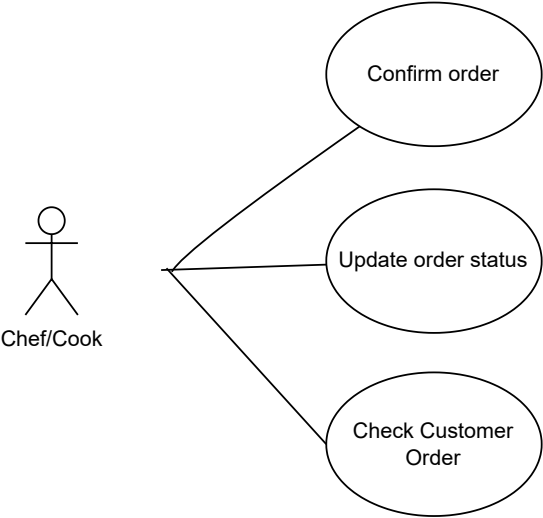 Confirm order
Update order status
Chef/Cook
Check Customer
Order